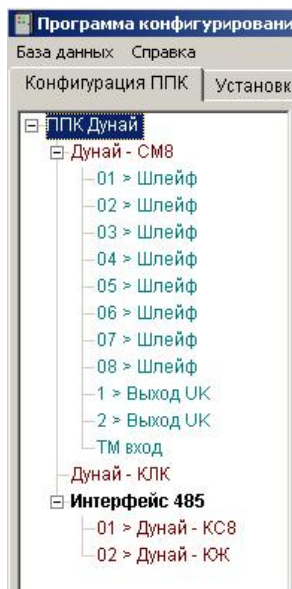 Программа конфигурировани
База данных Справка
Конфигурация ППК Установк
ППК Дунай
Дунай - СМ8
01 > Шлейф
02 > Шлейф
03 > Шлейф
04 > Шлейф
05 > Шлейф
06 > Шлейф
07 > Шлейф
08 > Шлейф
1 > Выход UK
2 > Выход UK
ТМ вход
Дунай - КЛК
Интерфейс 485
01 > Дунай - КС8
02 > Дунай - ЮЖ